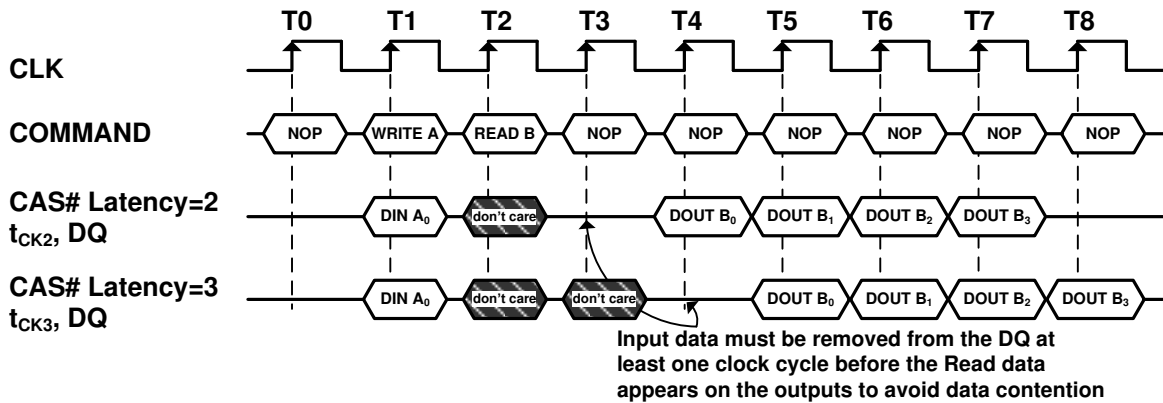 T0 T1 T2 T3 T4 T5 T6 T7 T8
CLK
COMMAND NOP WRITE A READ B NOP NOP NOP NOP NOP NOP
CAS# Latency=2
tCK2, DQ
DIN A0 don't care DOUT B0 DOUT B1 DOUT B2 DOUT B3
CAS# Latency=3
tCK3, DQ
DIN A0 don't care don't care DOUT B0 DOUT B1 DOUT B2 DOUT B3
Input data must be removed from the DQ at
least one clock cycle before the Read data
appears on the outputs to avoid data contention